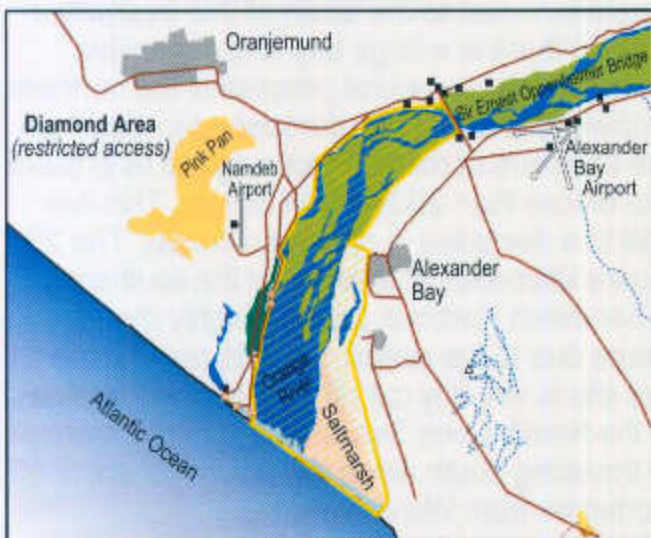 Oranjemund
Sir Ernest Oppenheimer Bridge
Diamond Area
(restricted access)
Pink Pan
Namdeb
Airport
Alexander
Bay
Airport
Alexander
Bay
Orange
River
Saltmarsh
Atlantic Ocean